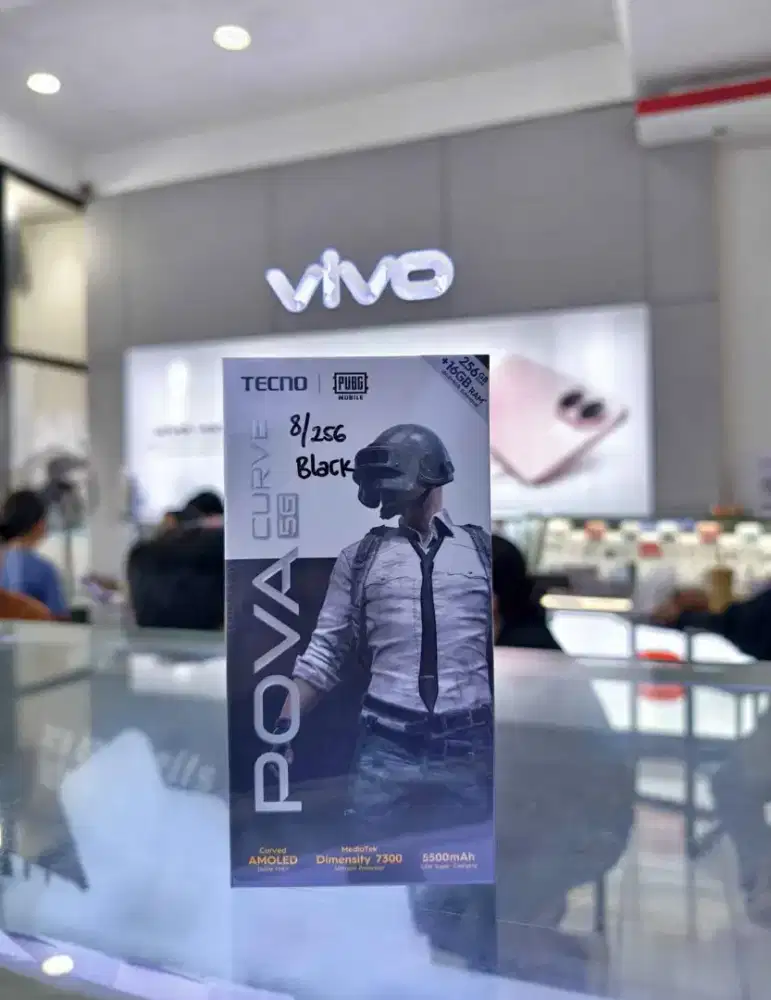 vivo
TECNO
PUBG
MOBILE
256GB
+16GB RAM
8/256
Black
POVA
CURVE
5G
Curved
AMOLED
MediaTek
Dimensity 7300
5500mAh